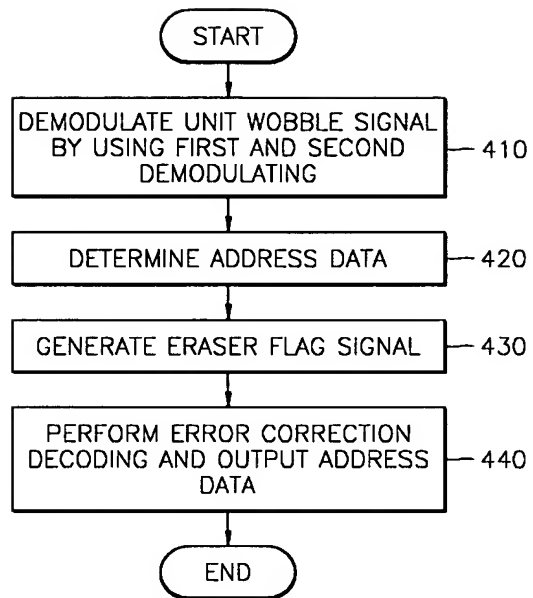 START
DEMODULATE UNIT WOBBLE SIGNAL
BY USING FIRST AND SECOND
DEMODULATING
410
DETERMINE ADDRESS DATA
420
GENERATE ERASER FLAG SIGNAL
430
PERFORM ERROR CORRECTION
DECODING AND OUTPUT ADDRESS
DATA
440
END